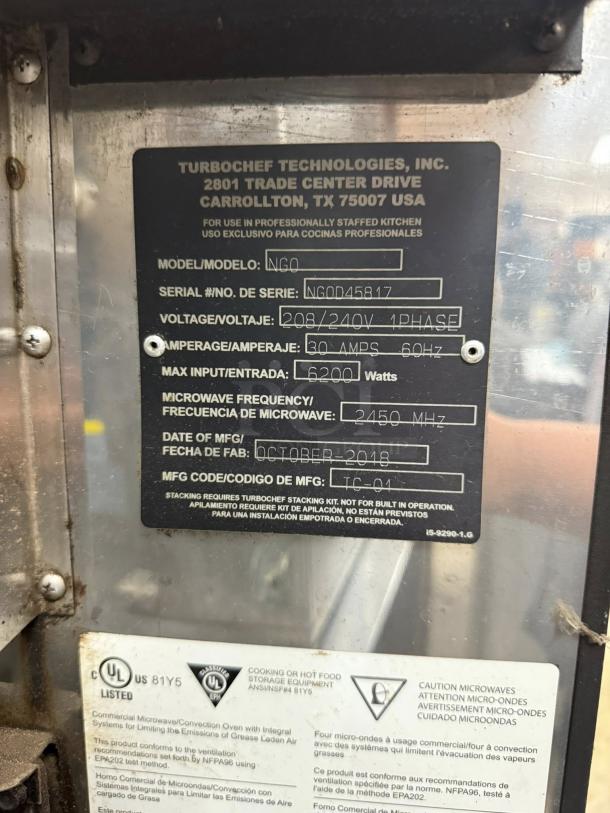 TURBOCHEF TECHNOLOGIES, INC.
2801 TRADE CENTER DRIVE
CARROLLTON, TX 75007 USA
FOR USE IN PROFESSIONALLY STAFFED KITCHEN
USO EXCLUSIVO PARA COCINAS PROFESIONALES
MODEL/MODELO: NGO
SERIAL #/NO. DE SERIE: NGOD45817
VOLTAGE/VOLTAJE: 208/240V 1PHASE
AMPERAGE/AMPERAJE: 30 AMPS 60Hz
MAX INPUT/ENTRADA: 6200 Watts
MICROWAVE FREQUENCY/
FRECUENCIA DE MICROWAVE: 2450 MHz
DATE OF MFG/
FECHA DE FAB: OCTOBER-2018
MFG CODE/CODIGO DE MFG: TC-01
STACKING REQUIRES TURBOCHEF STACKING KIT. NOT FOR BUILT IN OPERATION.
APILAMIENTO REQUIERE KIT DE APILACIÓN, NO ESTÁN PREVISTOS
PARA UNA INSTALACIÓN EMPOTRADA O ENCERRADA.
I5-9290-1.G
C UL US 81Y5
LISTED
CLASSIFIED
UL
EPH
COOKING OR HOT FOOD
STORAGE EQUIPMENT
ANSI/NSF#4 81Y5
CAUTION MICROWAVES
ATTENTION MICRO-ONDES
AVERTISSEMENT MICRO-ONDES
CUIDADO MICROONDAS
Commercial Microwave/Convection Oven with Integral
Systems for Limiting the Emissions of Grease Laden Air
This product conforms to the ventilation
recommendations set forth by NFPA96 using
EPA202 test method.
Horno Comercial de Microondas/Convección con
Sistemas Integrales para Limitar las Emisiones de Aire
cargado de Grasa
Four micro-ondes à usage commercial/four à convection
avec des systèmes qui limitent l'évacuation des vapeurs
grasses
Ce produit est conforme aux recommandations de
ventilation spécifiée par la norme. NFPA96, testé à
l'aide de la méthode EPA202.
Forno Comercial de